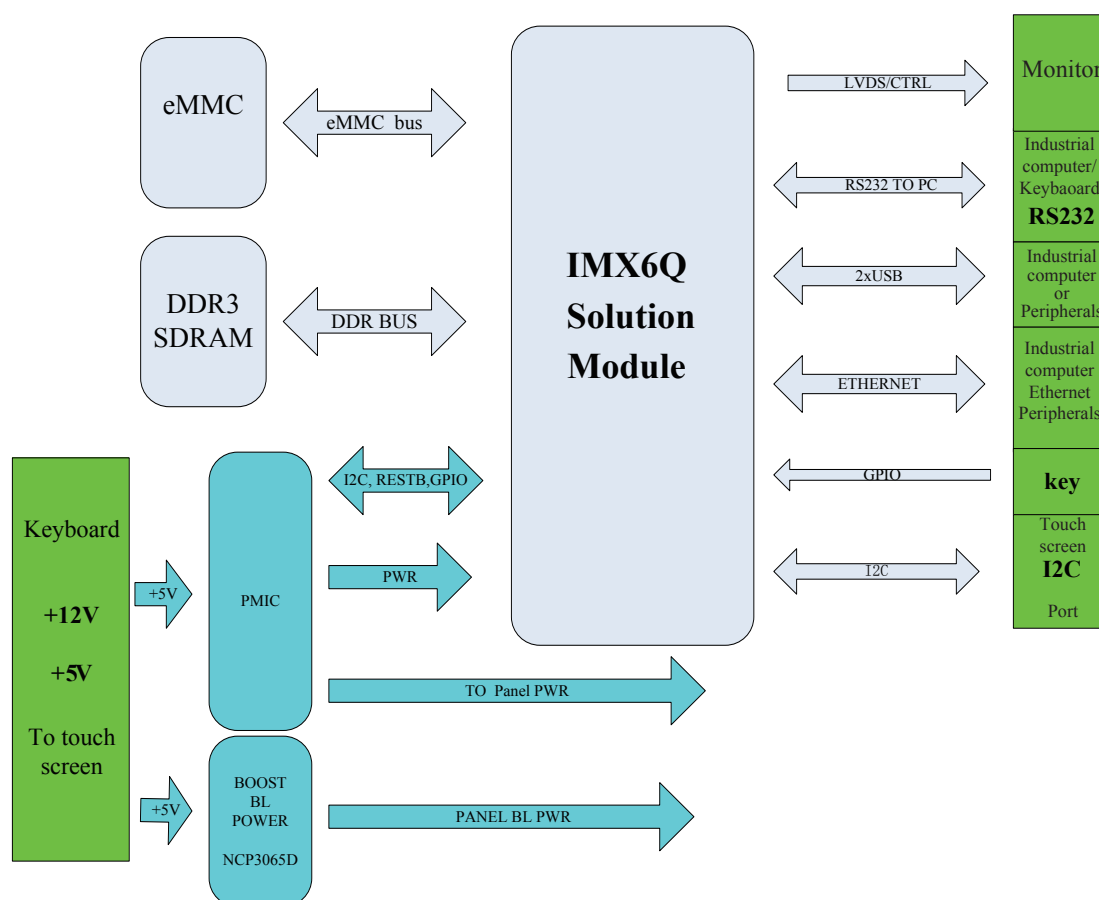 eMMC
eMMC bus
DDR3
SDRAM
DDR BUS
IMX6Q
Solution
Module
LVDS/CTRL
Monitor
RS232 TO PC
Industrial
computer/
Keybaoard
RS232
2xUSB
Industrial
computer
or
Peripherals
ETHERNET
Industrial
computer
Ethernet
Peripherals
GPIO
key
I2C
Touch
screen
I2C
Port
Keyboard
+12V
+5V
To touch
screen
+5V
PMIC
I2C, RESTB,GPIO
PWR
TO Panel PWR
+5V
BOOST
BL
POWER
NCP3065D
PANEL BL PWR